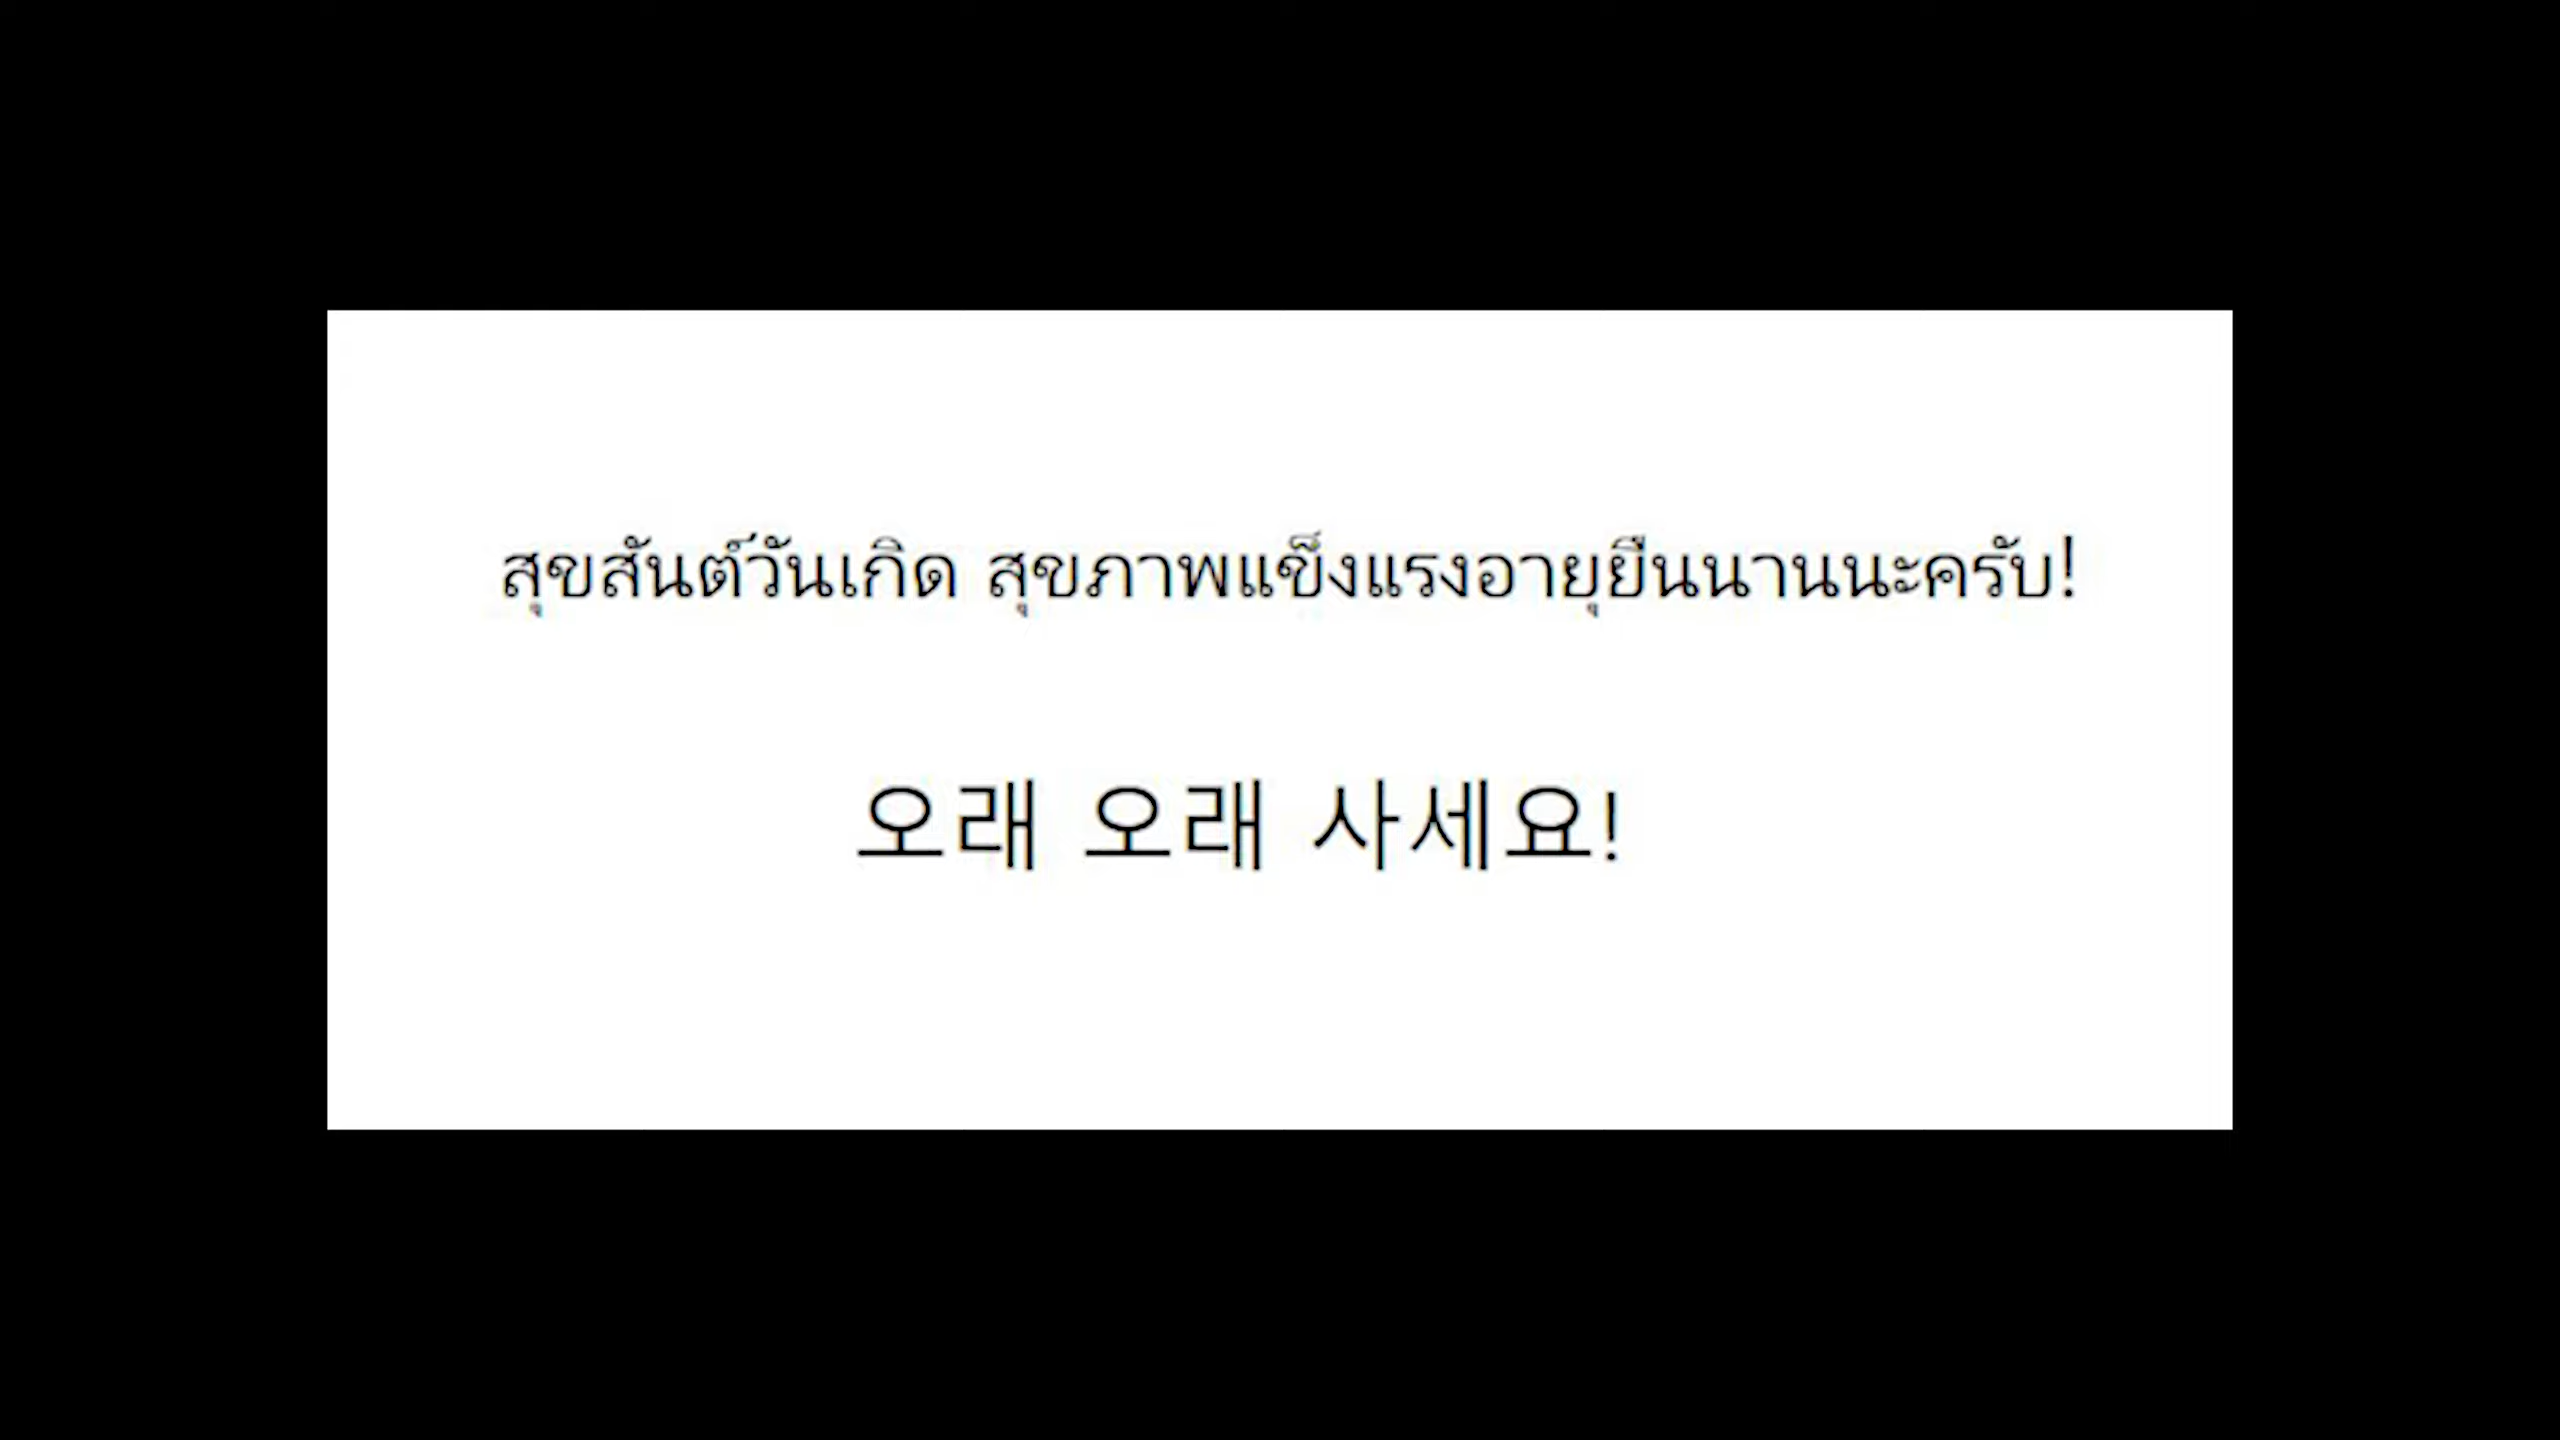 สุขสันต์วันเกิด สุขภาพแข็งแรงอายุยืนนานนะครับ!
오래 오래 사세요!